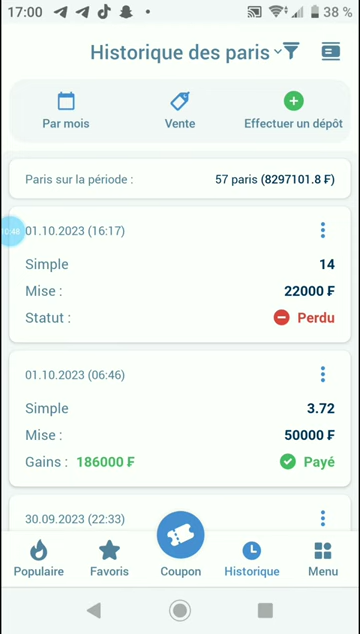 17:00 38 %
Historique des paris
Par mois Vente Effectuer un dépôt
Paris sur la période : 57 paris (8297101.8 ₣)
10:48 01.10.2023 (16:17)
Simple 14
Mise : 22000 ₣
Statut : Perdu
01.10.2023 (06:46)
Simple 3.72
Mise : 50000 ₣
Gains : 186000 ₣ Payé
30.09.2023 (22:33)
Populaire Favoris Coupon Historique Menu